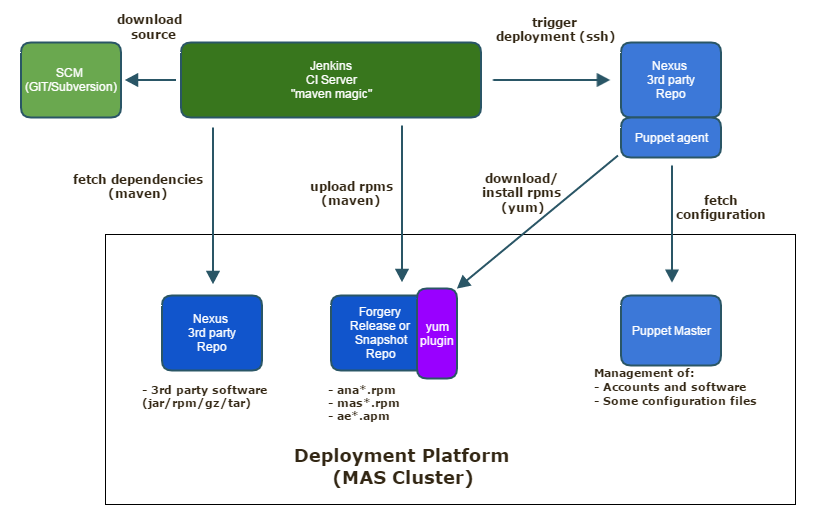 download
source
trigger
deployment (ssh)
SCM
(GIT/Subversion)
Jenkins
CI Server
"maven magic"
Nexus
3rd party
Repo
Puppet agent
fetch dependencies
(maven)
upload rpms
(maven)
download/
install rpms
(yum)
fetch
configuration
Nexus
3rd party
Repo
Forgery
Release or
Snapshot
Repo
yum
plugin
Puppet Master
- 3rd party software
(jar/rpm/gz/tar)
- ana*.rpm
- mas*.rpm
- ae*.apm
Management of:
- Accounts and software
- Some configuration files
Deployment Platform
(MAS Cluster)